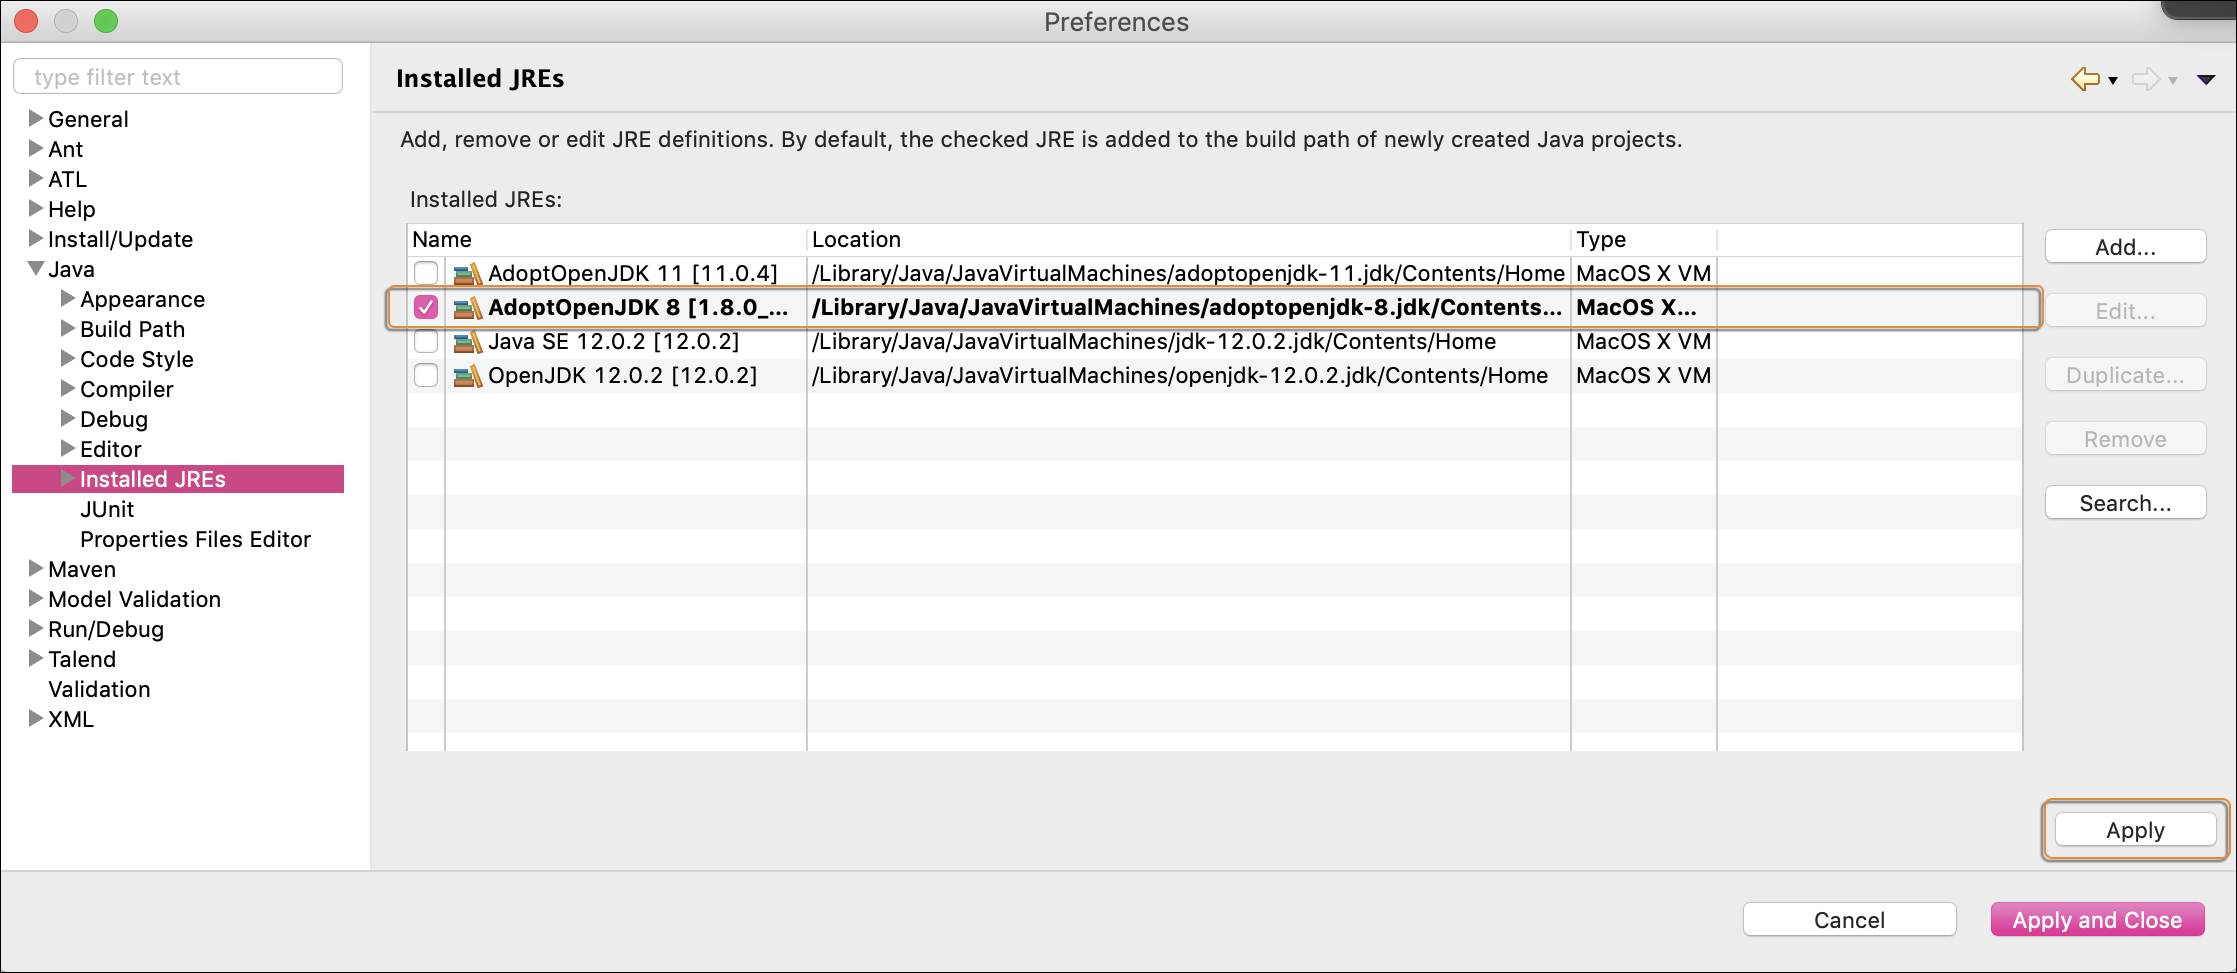 Preferences
type filter text
General
Ant
ATL
Help
Install/Update
Java
Appearance
Build Path
Code Style
Compiler
Debug
Editor
Installed JREs
JUnit
Properties Files Editor
Maven
Model Validation
Run/Debug
Talend
Validation
XML
Installed JREs
Add, remove or edit JRE definitions. By default, the checked JRE is added to the build path of newly created Java projects.
Installed JREs:
Name Location Type
AdoptOpenJDK 11 [11.0.4] /Library/Java/JavaVirtualMachines/adoptopenjdk-11.jdk/Contents/Home MacOS X VM
AdoptOpenJDK 8 [1.8.0_... /Library/Java/JavaVirtualMachines/adoptopenjdk-8.jdk/Contents... MacOS X...
Java SE 12.0.2 [12.0.2] /Library/Java/JavaVirtualMachines/jdk-12.0.2.jdk/Contents/Home MacOS X VM
OpenJDK 12.0.2 [12.0.2] /Library/Java/JavaVirtualMachines/openjdk-12.0.2.jdk/Contents/Home MacOS X VM
Add...
Edit...
Duplicate...
Remove
Search...
Apply
Cancel Apply and Close